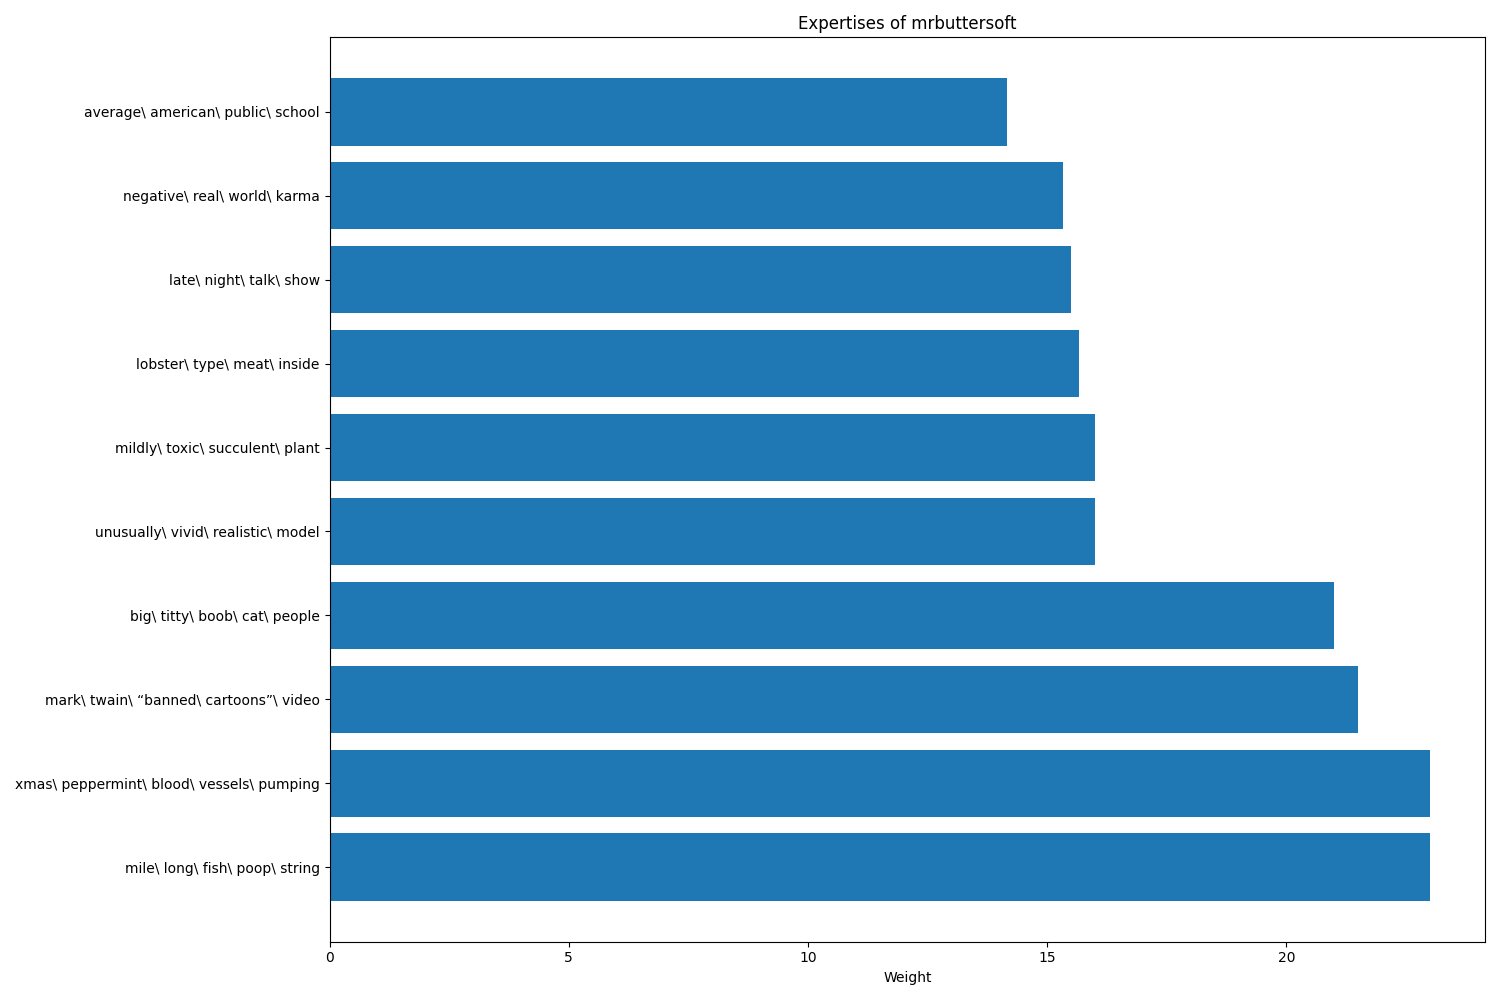 Expertises of mrbuttersoft
average\ american\ public\ school
negative\ real\ world\ karma
late\ night\ talk\ show
lobster\ type\ meat\ inside
mildly\ toxic\ succulent\ plant
unusually\ vivid\ realistic\ model
big\ titty\ boob\ cat\ people
mark\ twain\ “banned\ cartoons”\ video
xmas\ peppermint\ blood\ vessels\ pumping
mile\ long\ fish\ poop\ string
0 5 10 15 20
Weight